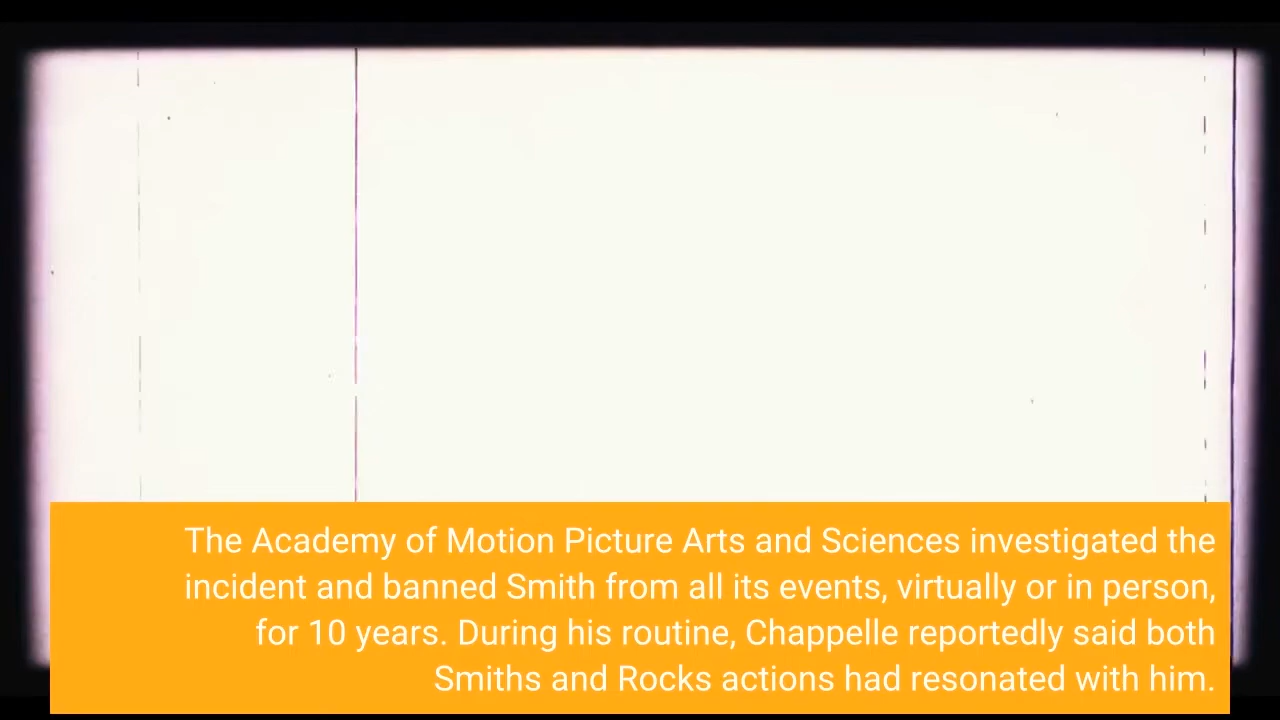 The Academy of Motion Picture Arts and Sciences investigated the
incident and banned Smith from all its events, virtually or in person,
for 10 years. During his routine, Chappelle reportedly said both
Smiths and Rocks actions had resonated with him.